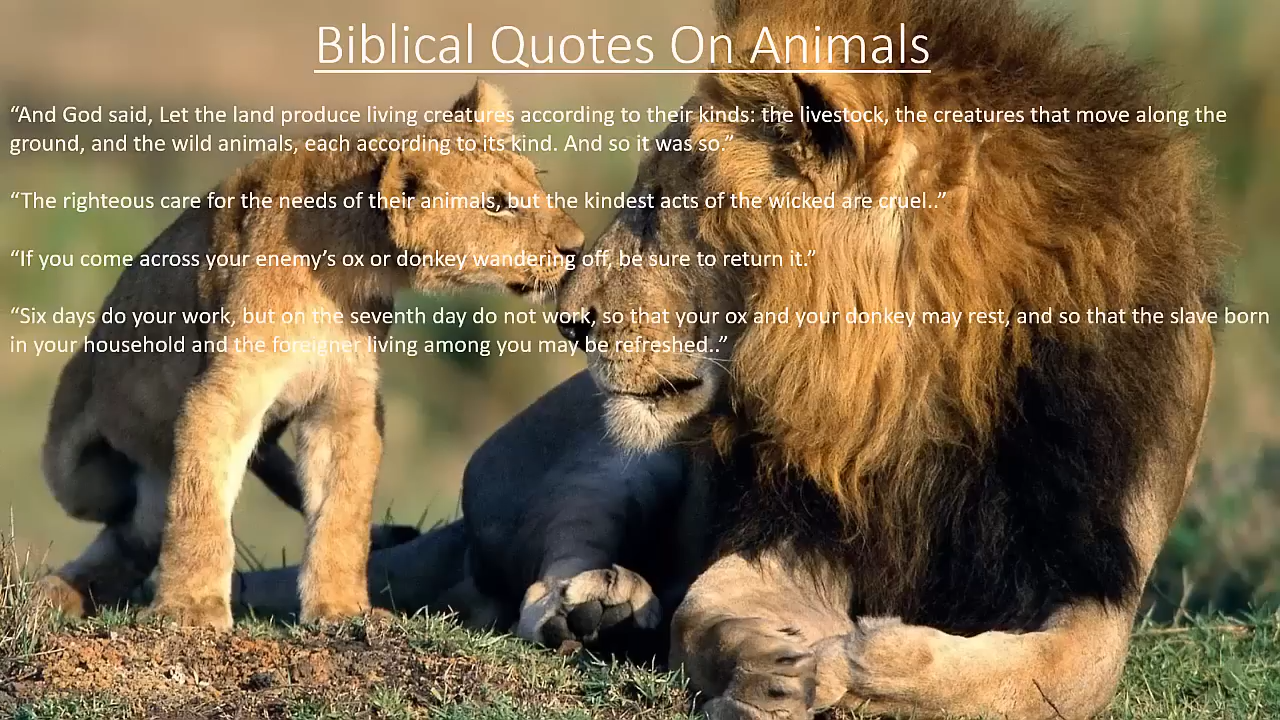 Biblical Quotes On Animals
“And God said, Let the land produce living creatures according to their kinds: the livestock, the creatures that move along the
ground, and the wild animals, each according to its kind. And so it was so.”
“The righteous care for the needs of their animals, but the kindest acts of the wicked are cruel..”
“If you come across your enemy’s ox or donkey wandering off, be sure to return it.”
“Six days do your work, but on the seventh day do not work, so that your ox and your donkey may rest, and so that the slave born
in your household and the foreigner living among you may be refreshed..”